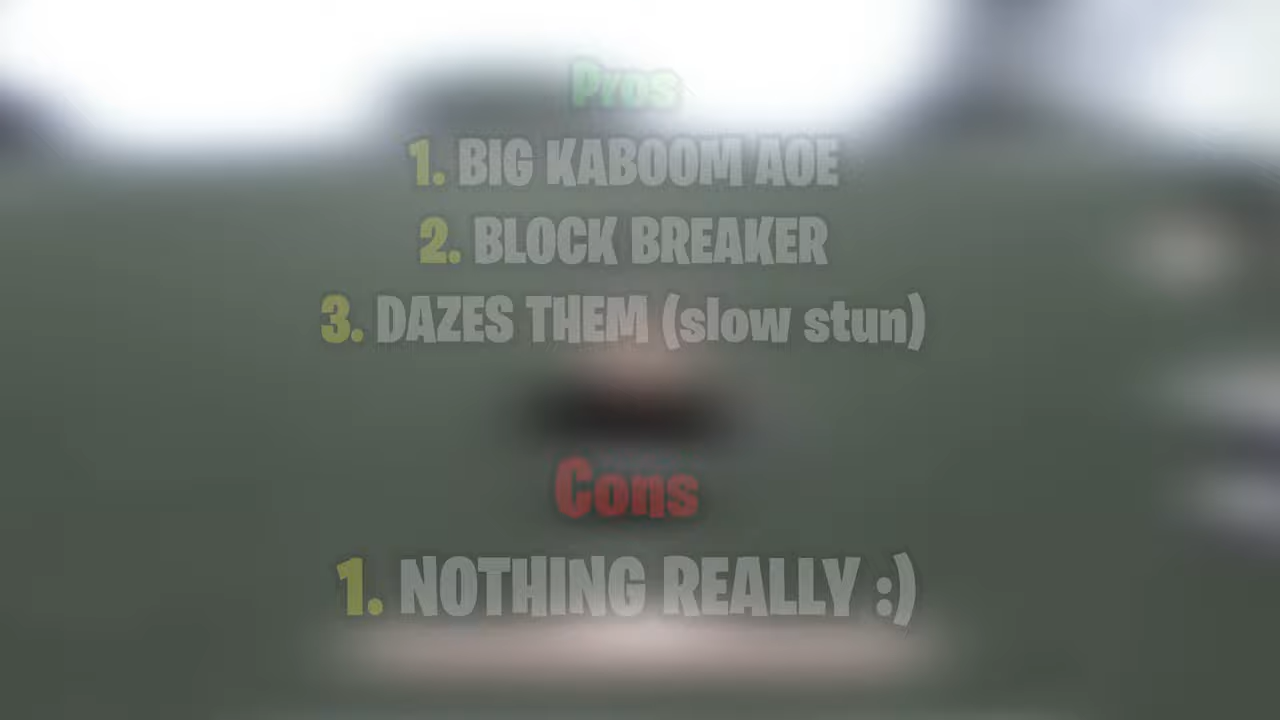 Pros
1. BIG KABOOM AOE
2. BLOCK BREAKER
3. DAZES THEM (slow stun)
Cons
1. NOTHING REALLY :)